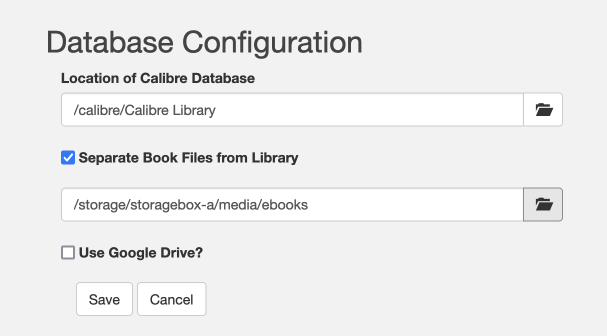 Database Configuration
Location of Calibre Database
/calibre/Calibre Library
Separate Book Files from Library
/storage/storagebox-a/media/ebooks
Use Google Drive?
Save Cancel